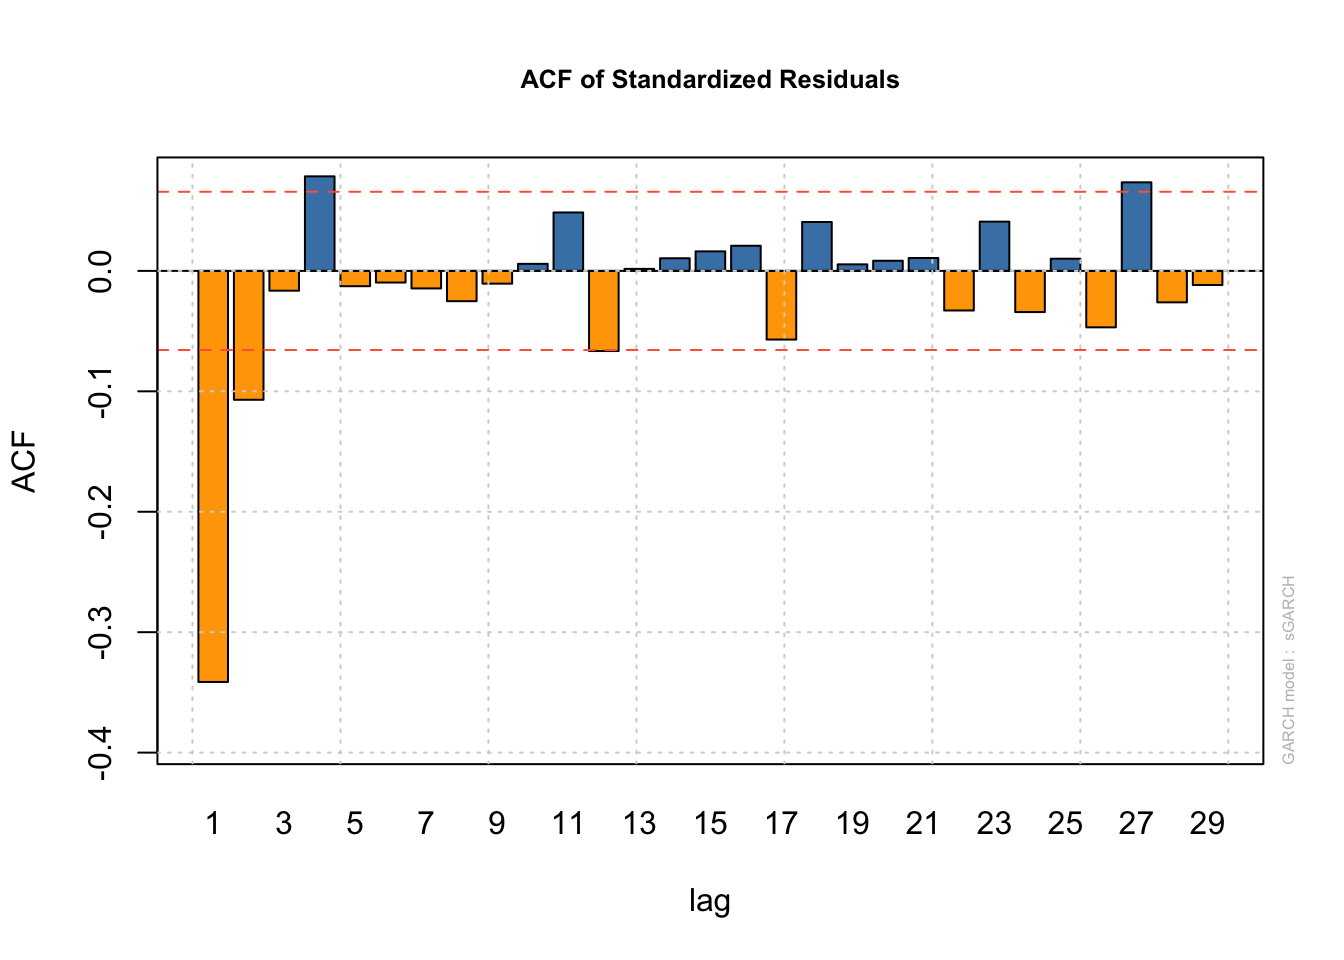 ACF of Standardized Residuals
ACF
0.0
-0.1
-0.2
-0.3
-0.4
1 3 5 7 9 11 13 15 17 19 21 23 25 27 29
lag
GARCH model : sGARCH